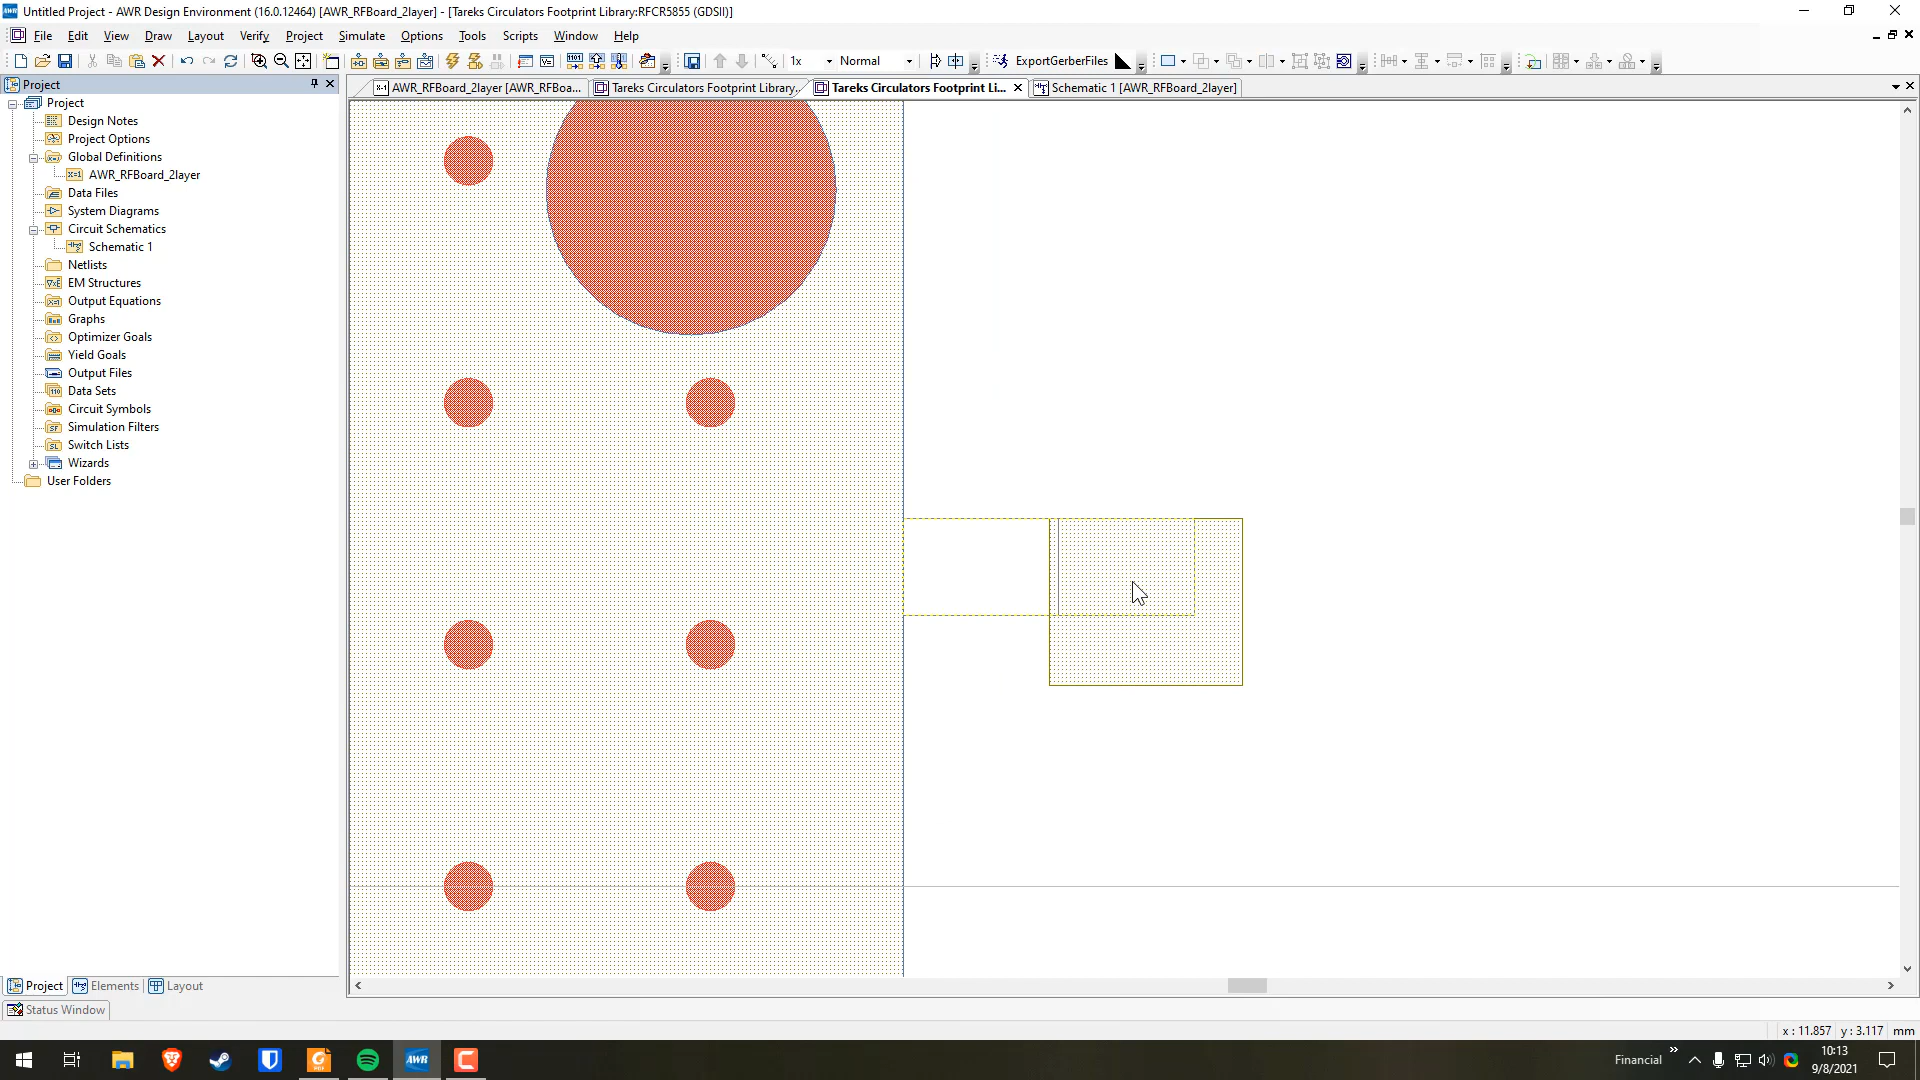 Untitled Project - AWR Design Environment (16.0.12464) [AWR_RFBoard_2layer] - [Tareks Circulators Footprint Library:RFCR5855 (GDSII)]
File Edit View Draw Layout Verify Project Simulate Options Tools Scripts Window Help
1x Normal ExportGerberFiles
Project
AWR_RFBoard_2layer [AWR_RFBoa...
Tareks Circulators Footprint Library...
Tareks Circulators Footprint Li...
Schematic 1 [AWR_RFBoard_2layer]
Project
Design Notes
Project Options
Global Definitions
AWR_RFBoard_2layer
Data Files
System Diagrams
Circuit Schematics
Schematic 1
Netlists
EM Structures
Output Equations
Graphs
Optimizer Goals
Yield Goals
Output Files
Data Sets
Circuit Symbols
Simulation Filters
Switch Lists
Wizards
User Folders
Project Elements Layout
Status Window
x : 11.857 y : 3.117 mm
AWR
Financial
10:13
9/8/2021